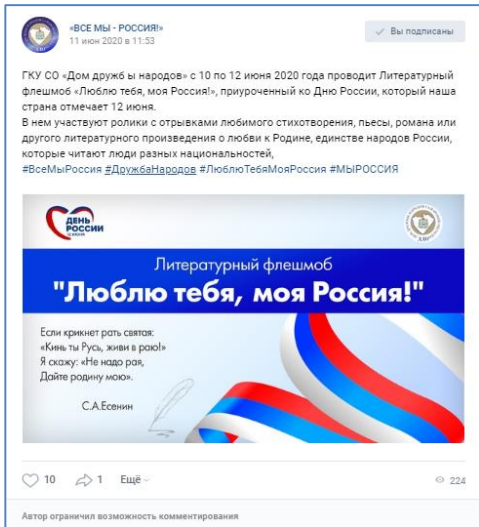 «ВСЕ МЫ - РОССИЯ!»
11 июн 2020 в 11:53
Вы подписаны
ГКУ СО «Дом дружб ы народов» с 10 по 12 июня 2020 года проводит Литературный
флешмоб «Люблю тебя, моя Россия!», приуроченный ко Дню России, который наша
страна отмечает 12 июня.
В нем участвуют ролики с отрывками любимого стихотворения, пьесы, романа или
другого литературного произведения о любви к Родине, единстве народов России,
которые читают люди разных национальностей,
#ВсеМыРоссия #ДружбаНародов #ЛюблюТебяМояРоссия #МЫРОССИЯ
ДЕНЬ
РОССИИ
Литературный флешмоб
"Люблю тебя, моя Россия!"
Если крикнет рать святая:
«Кинь ты Русь, живи в раю!»
Я скажу: «Не надо рая,
Дайте родину мою».
С.А.Есенин
10
1
Ещё
224
Автор ограничил возможность комментирования